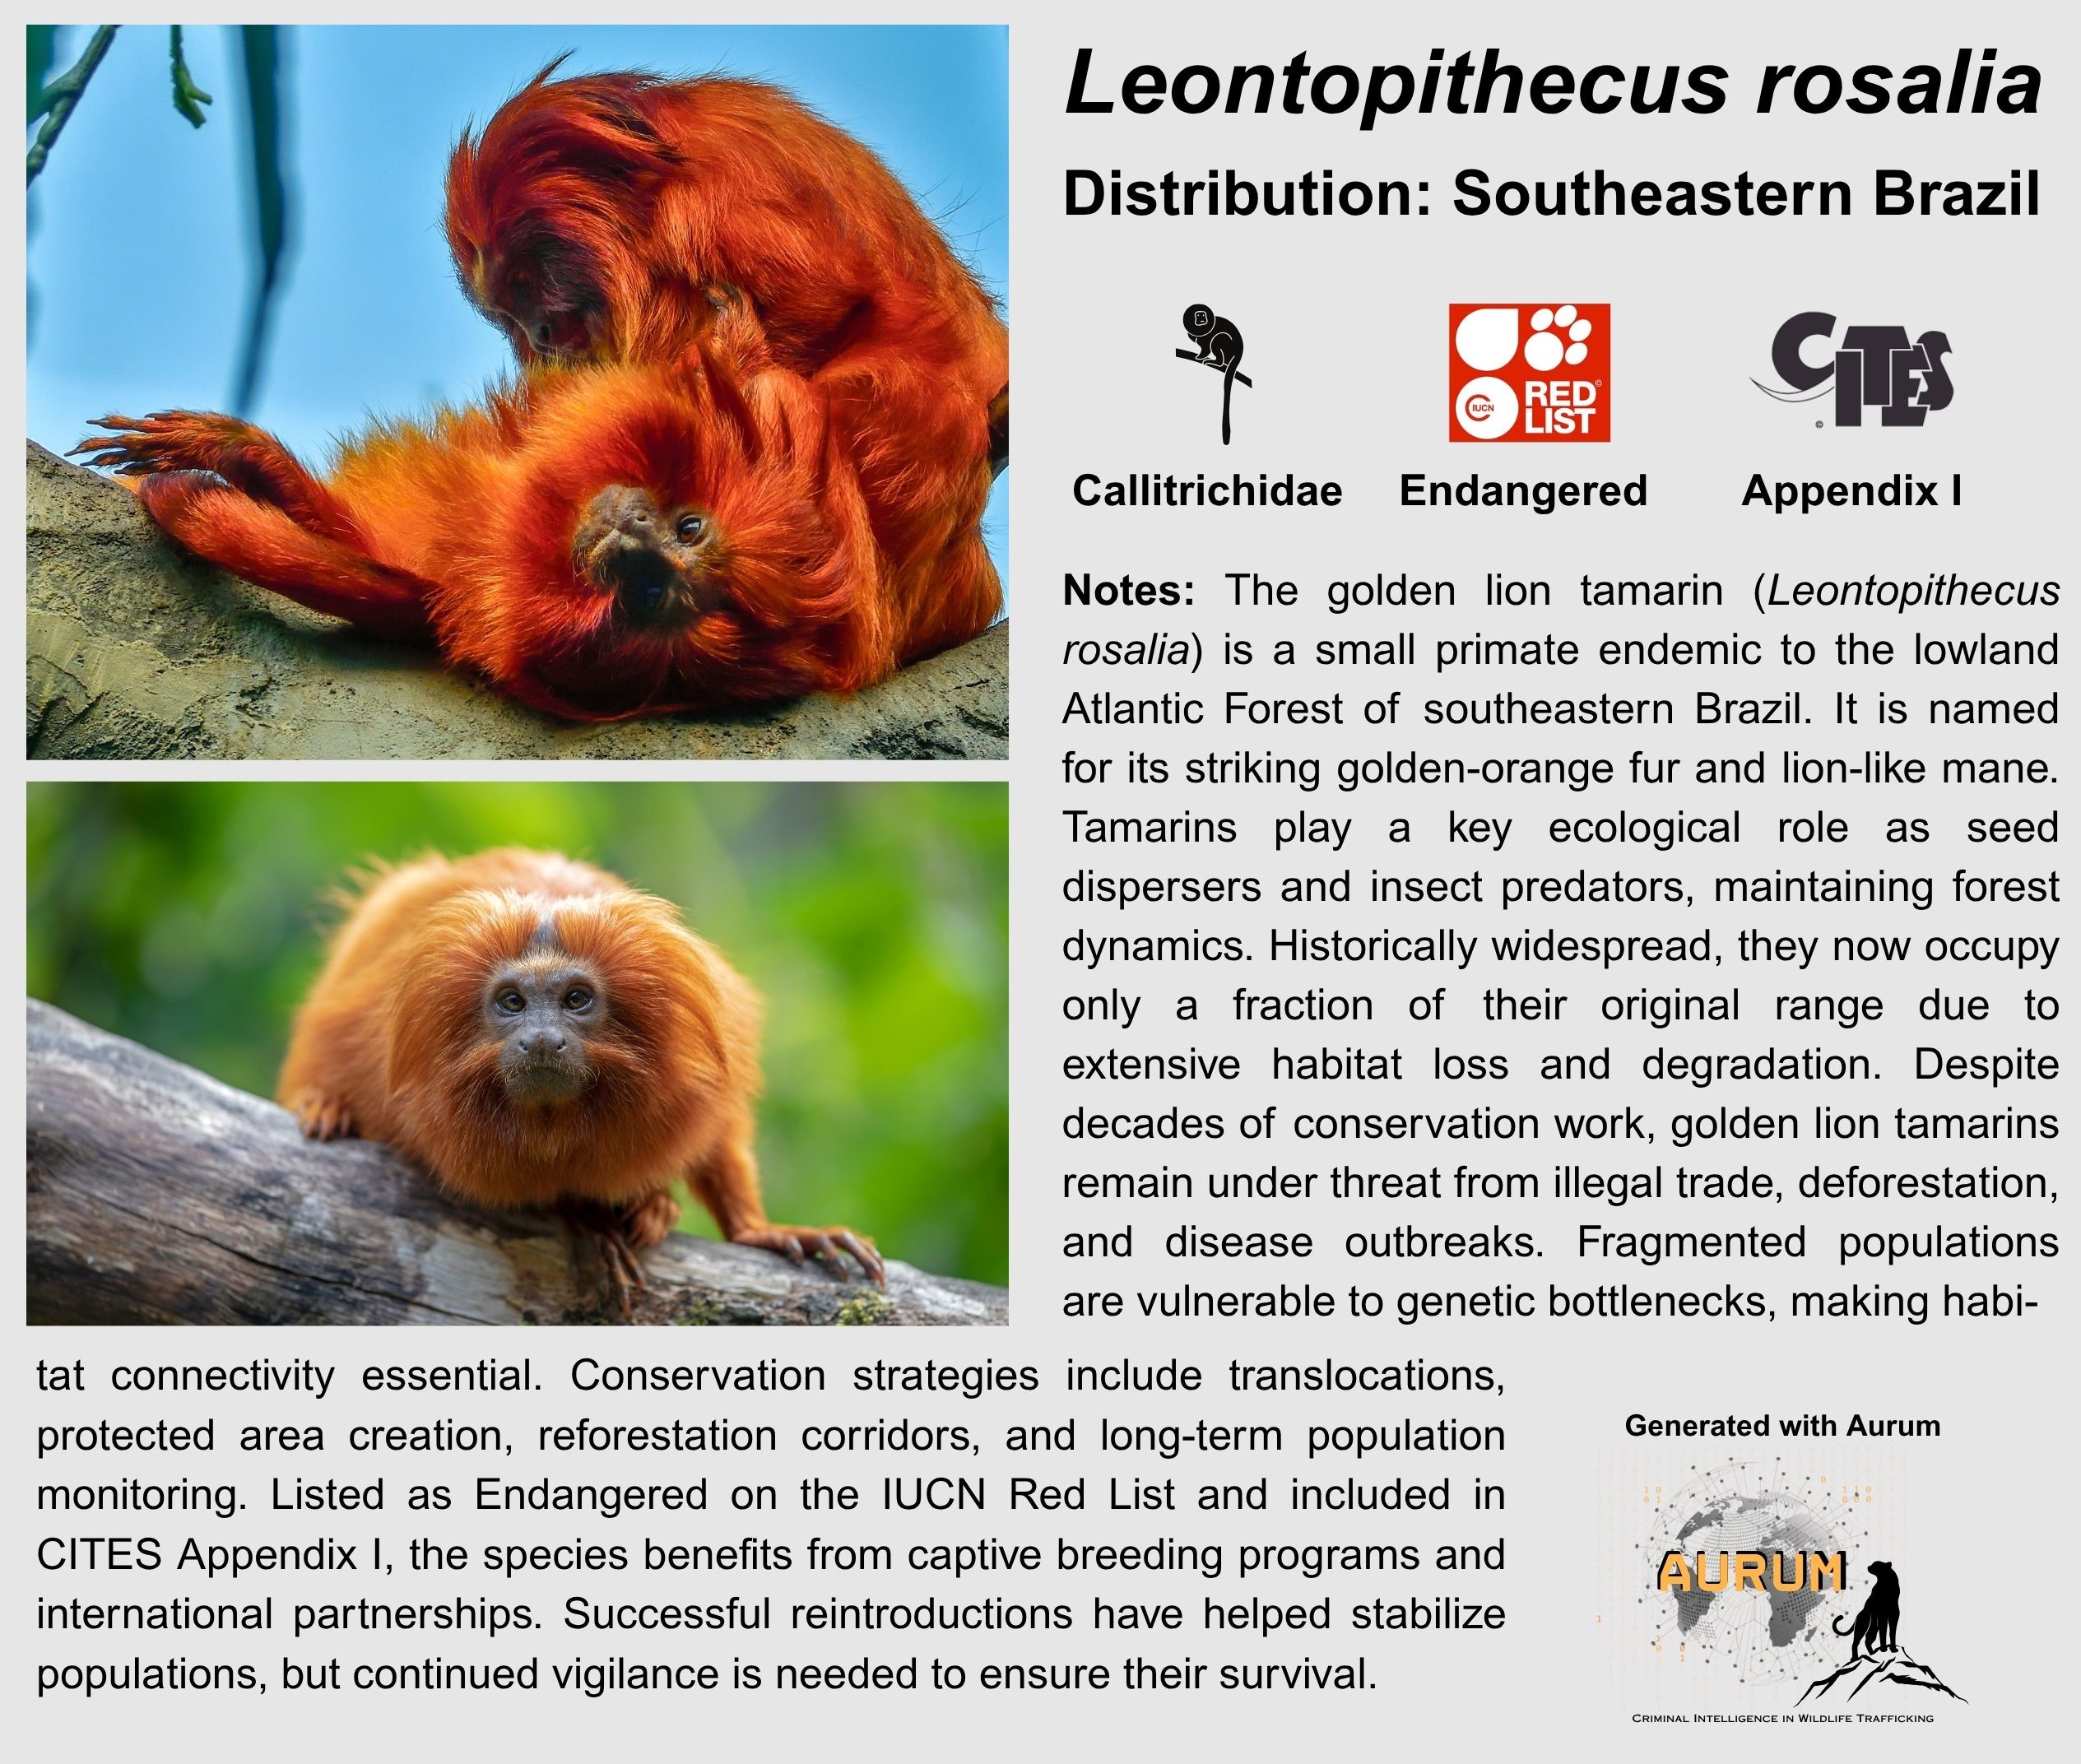 Leontopithecus rosalia
Distribution: Southeastern Brazil
IUCN
RED
LIST
©
CITES
©
Callitrichidae
Endangered
Appendix I
Notes: The golden lion tamarin (Leontopithecus
rosalia) is a small primate endemic to the lowland
Atlantic Forest of southeastern Brazil. It is named
for its striking golden-orange fur and lion-like mane.
Tamarins play a key ecological role as seed
dispersers and insect predators, maintaining forest
dynamics. Historically widespread, they now occupy
only a fraction of their original range due to
extensive habitat loss and degradation. Despite
decades of conservation work, golden lion tamarins
remain under threat from illegal trade, deforestation,
and disease outbreaks. Fragmented populations
are vulnerable to genetic bottlenecks, making habi-
tat connectivity essential. Conservation strategies include translocations,
protected area creation, reforestation corridors, and long-term population
monitoring. Listed as Endangered on the IUCN Red List and included in
CITES Appendix I, the species benefits from captive breeding programs and
international partnerships. Successful reintroductions have helped stabilize
populations, but continued vigilance is needed to ensure their survival.
Generated with Aurum
AURUM
Criminal Intelligence in Wildlife Trafficking